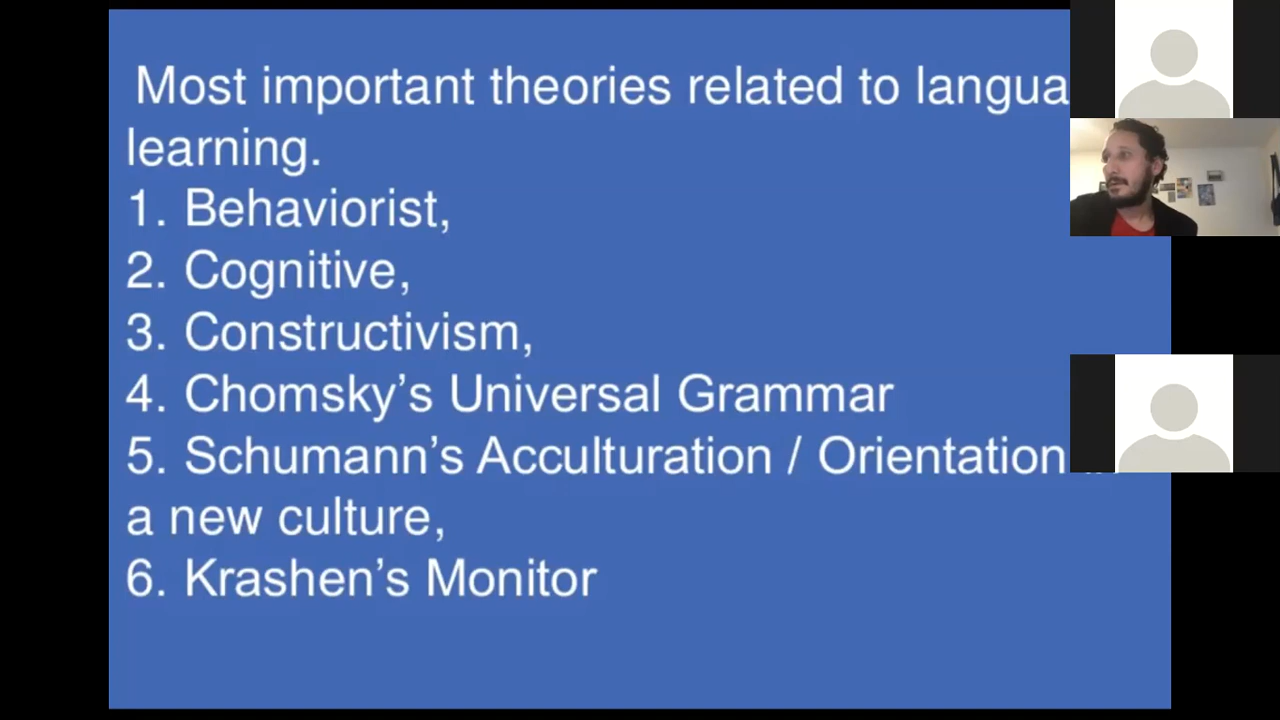 Most important theories related to langua
learning.
1. Behaviorist,
2. Cognitive,
3. Constructivism,
4. Chomsky’s Universal Grammar
5. Schumann’s Acculturation / Orientation
a new culture,
6. Krashen’s Monitor